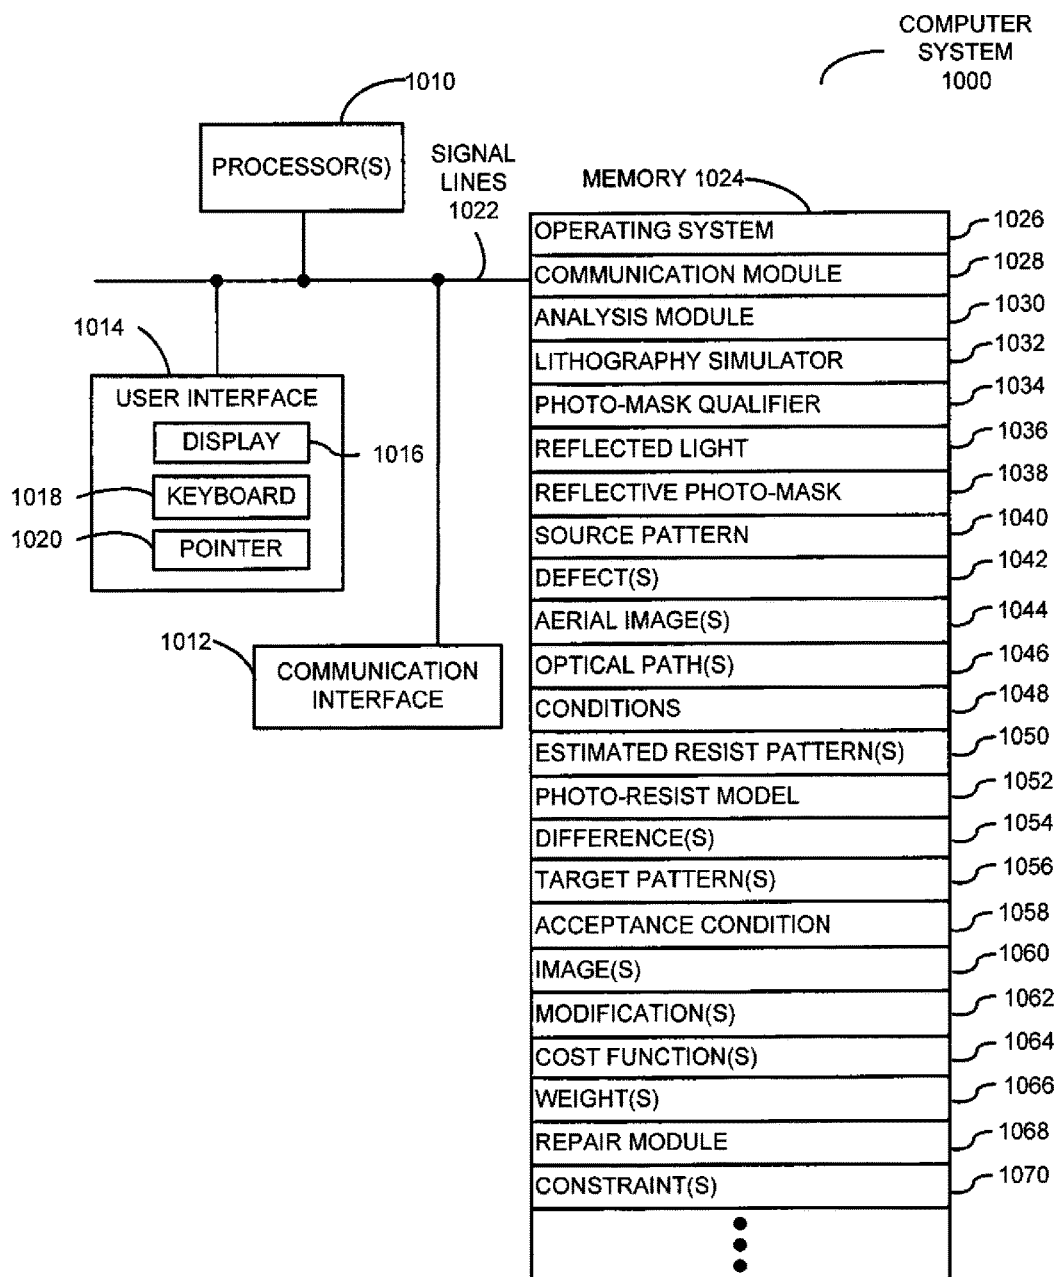 COMPUTER
SYSTEM
1000
1010
PROCESSOR(S)
SIGNAL
LINES
1022
MEMORY 1024
OPERATING SYSTEM 1026
COMMUNICATION MODULE 1028
ANALYSIS MODULE 1030
LITHOGRAPHY SIMULATOR 1032
PHOTO-MASK QUALIFIER 1034
REFLECTED LIGHT 1036
REFLECTIVE PHOTO-MASK 1038
SOURCE PATTERN 1040
DEFECT(S) 1042
AERIAL IMAGE(S) 1044
OPTICAL PATH(S) 1046
CONDITIONS 1048
ESTIMATED RESIST PATTERN(S) 1050
PHOTO-RESIST MODEL 1052
DIFFERENCE(S) 1054
TARGET PATTERN(S) 1056
ACCEPTANCE CONDITION 1058
IMAGE(S) 1060
MODIFICATION(S) 1062
COST FUNCTION(S) 1064
WEIGHT(S) 1066
REPAIR MODULE 1068
CONSTRAINT(S) 1070
1014
USER INTERFACE
DISPLAY 1016
1018 KEYBOARD
1020 POINTER
1012
COMMUNICATION
INTERFACE